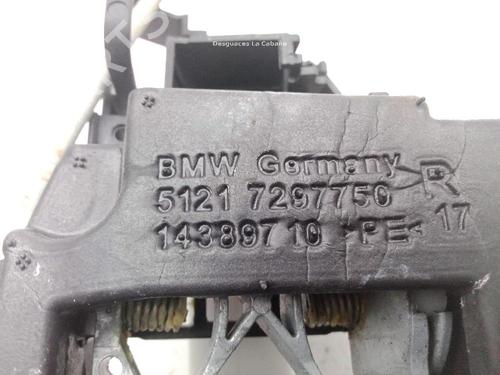 Desguaces La Cabaña
BMW Germany
5121 7297750 R
14389710 >PE< 17